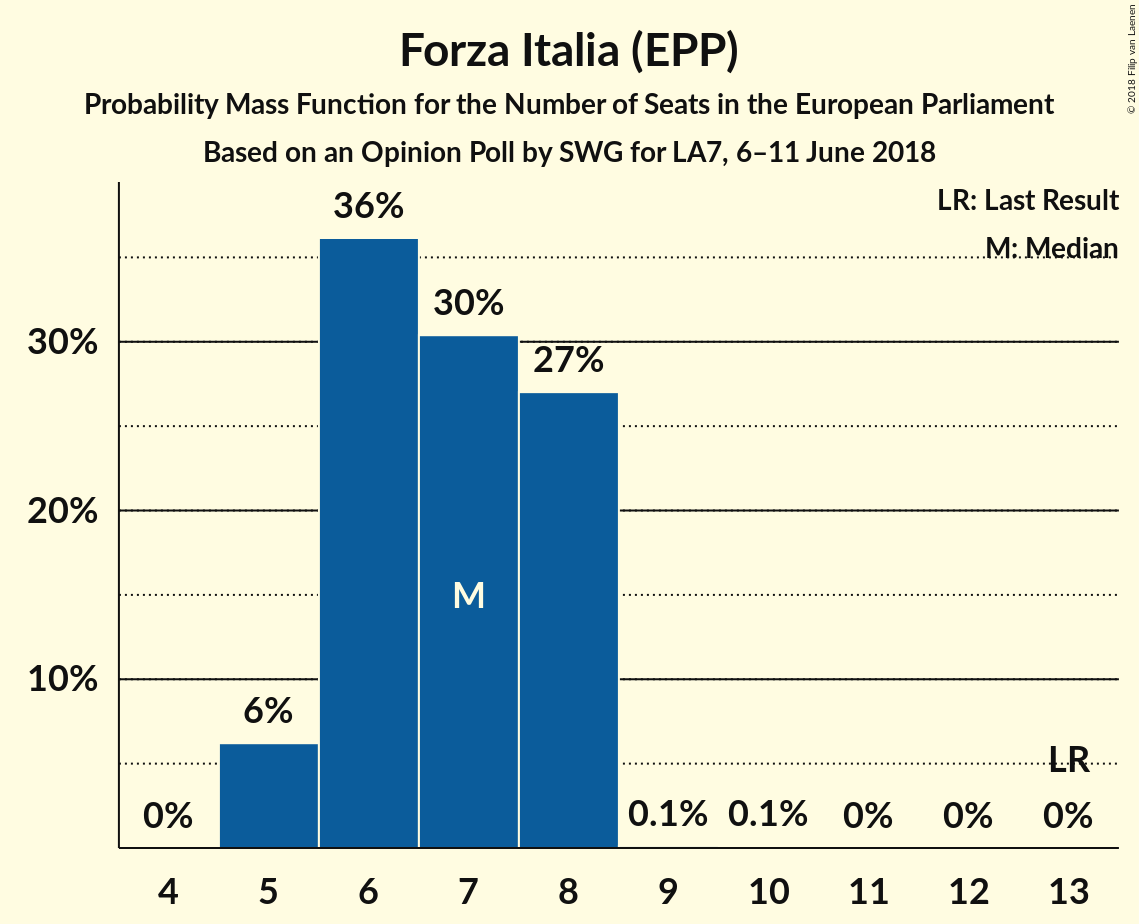 Forza Italia (EPP)
Probability Mass Function for the Number of Seats in the European Parliament
Based on an Opinion Poll by SWG for LA7, 6–11 June 2018
© 2018 Filip van Laenen
LR: Last Result
M: Median
36%
30%
27%
30%
20%
M
10%
6%
LR
0%
0.1%
0.1%
0%
0%
0%
4
5
6
7
8
9
10
11
12
13